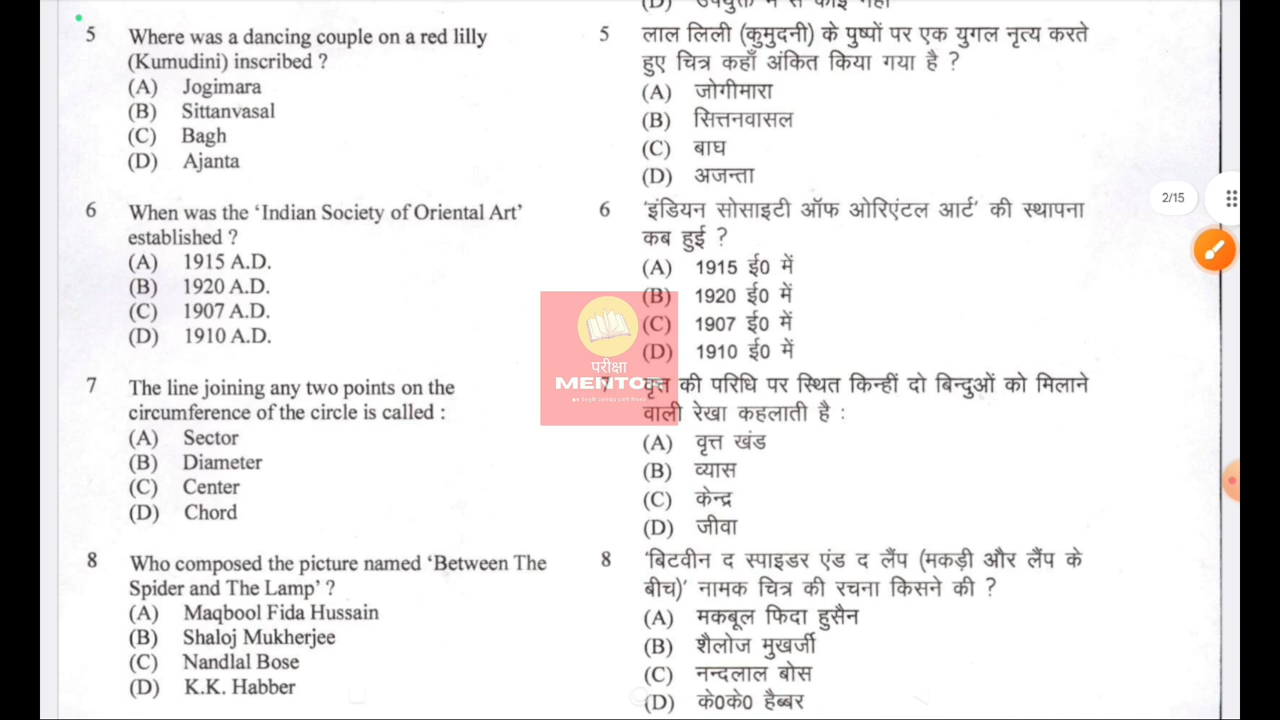 (D) उपर्युक्त में से कोई नहीं
5 Where was a dancing couple on a red lilly
(Kumudini) inscribed ?
(A) Jogimara
(B) Sittanvasal
(C) Bagh
(D) Ajanta
5 लाल लिली (कुमुदनी) के पुष्पों पर एक युगल नृत्य करते
हुए चित्र कहाँ अंकित किया गया है ?
(A) जोगीमारा
(B) सित्तनवासल
(C) बाघ
(D) अजन्ता
6 When was the ‘Indian Society of Oriental Art’
established ?
(A) 1915 A.D.
(B) 1920 A.D.
(C) 1907 A.D.
(D) 1910 A.D.
6 ‘इंडियन सोसाइटी ऑफ ओरिएंटल आर्ट’ की स्थापना
कब हुई ?
(A) 1915 ई0 में
(B) 1920 ई0 में
(C) 1907 ई0 में
(D) 1910 ई0 में
7 The line joining any two points on the
circumference of the circle is called :
(A) Sector
(B) Diameter
(C) Center
(D) Chord
7 वृत्त की परिधि पर स्थित किन्हीं दो बिन्दुओं को मिलाने
वाली रेखा कहलाती है :
(A) वृत्त खंड
(B) व्यास
(C) केन्द्र
(D) जीवा
8 Who composed the picture named ‘Between The
Spider and The Lamp’ ?
(A) Maqbool Fida Hussain
(B) Shaloj Mukherjee
(C) Nandlal Bose
(D) K.K. Habber
8 ‘बिटवीन द स्पाइडर एंड द लैंप (मकड़ी और लैंप के
बीच)’ नामक चित्र की रचना किसने की ?
(A) मकबूल फिदा हुसैन
(B) शैलोज मुखर्जी
(C) नन्दलाल बोस
(D) के0के0 हैब्बर
2/15
परीक्षा
MENTOR